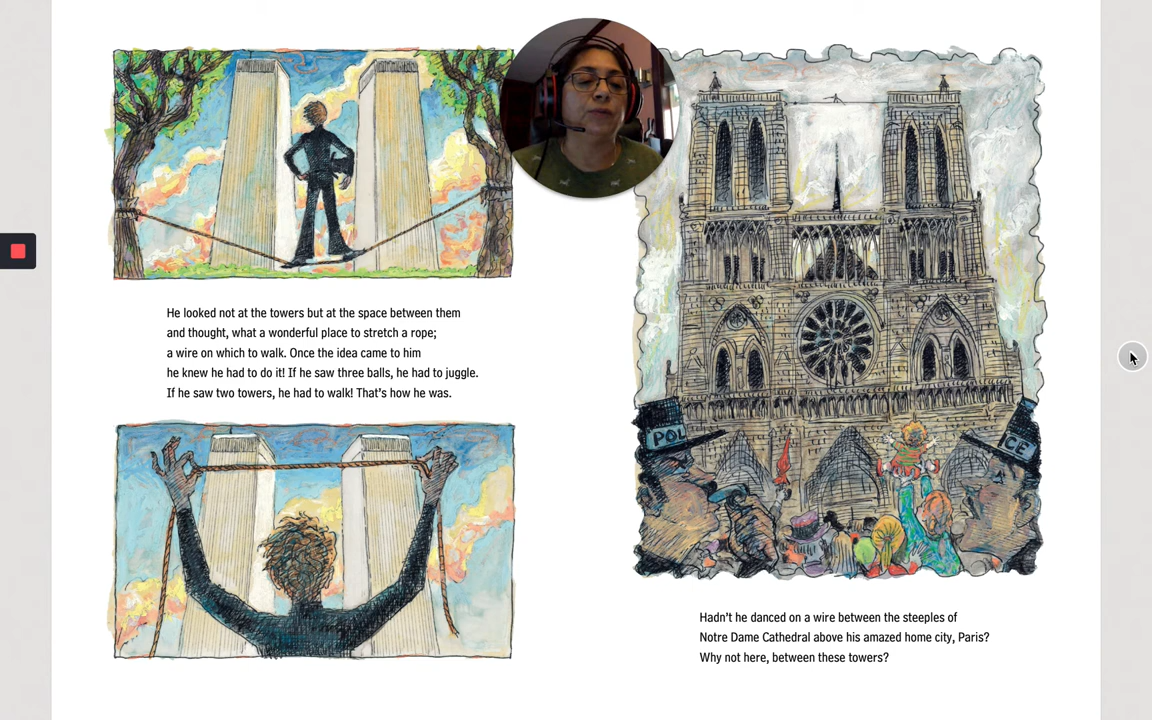 He looked not at the towers but at the space between them
and thought, what a wonderful place to stretch a rope;
a wire on which to walk. Once the idea came to him
he knew he had to do it! If he saw three balls, he had to juggle.
If he saw two towers, he had to walk! That's how he was.
POL
CE
Hadn't he danced on a wire between the steeples of
Notre Dame Cathedral above his amazed home city, Paris?
Why not here, between these towers?